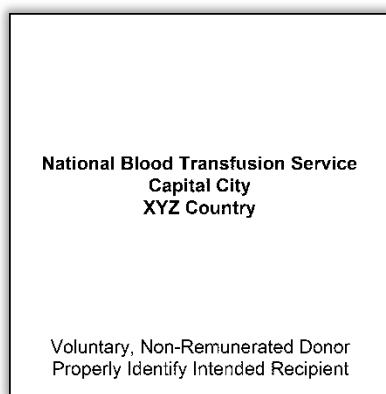 National Blood Transfusion Service
Capital City
XYZ Country
Voluntary, Non-Remunerated Donor
Properly Identify Intended Recipient